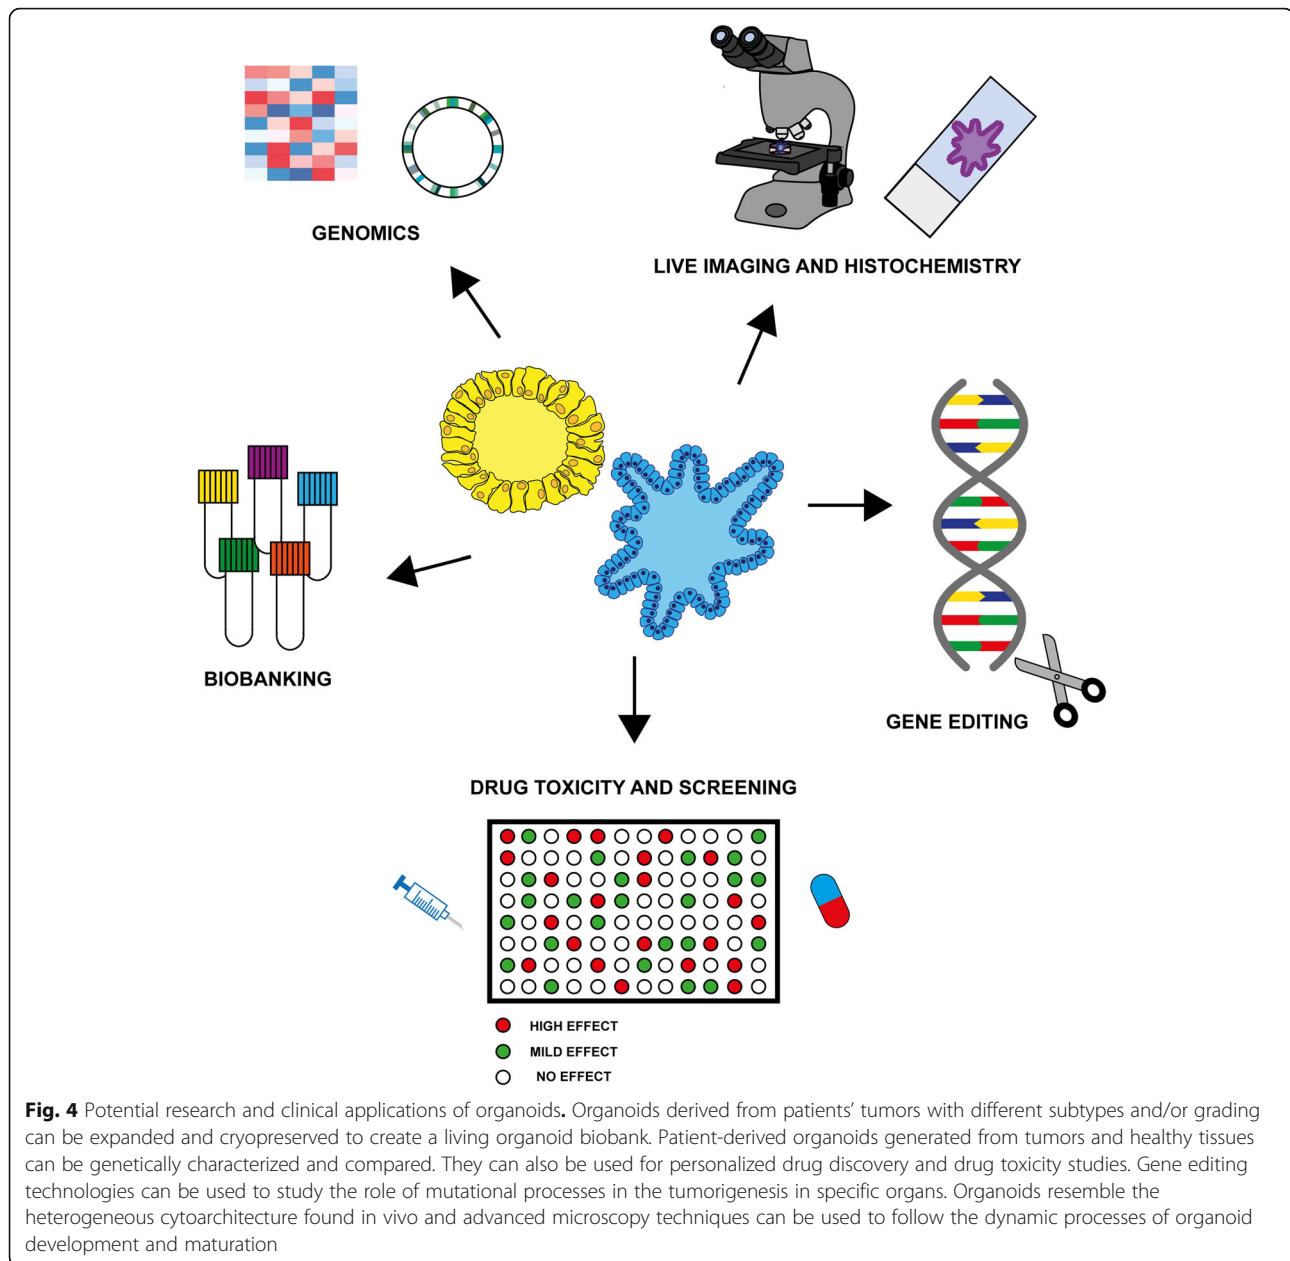 GENOMICS
LIVE IMAGING AND HISTOCHEMISTRY
BIOBANKING
GENE EDITING
DRUG TOXICITY AND SCREENING
HIGH EFFECT
MILD EFFECT
NO EFFECT
Fig. 4 Potential research and clinical applications of organoids. Organoids derived from patients’ tumors with different subtypes and/or grading
can be expanded and cryopreserved to create a living organoid biobank. Patient-derived organoids generated from tumors and healthy tissues
can be genetically characterized and compared. They can also be used for personalized drug discovery and drug toxicity studies. Gene editing
technologies can be used to study the role of mutational processes in the tumorigenesis in specific organs. Organoids resemble the
heterogeneous cytoarchitecture found in vivo and advanced microscopy techniques can be used to follow the dynamic processes of organoid
development and maturation